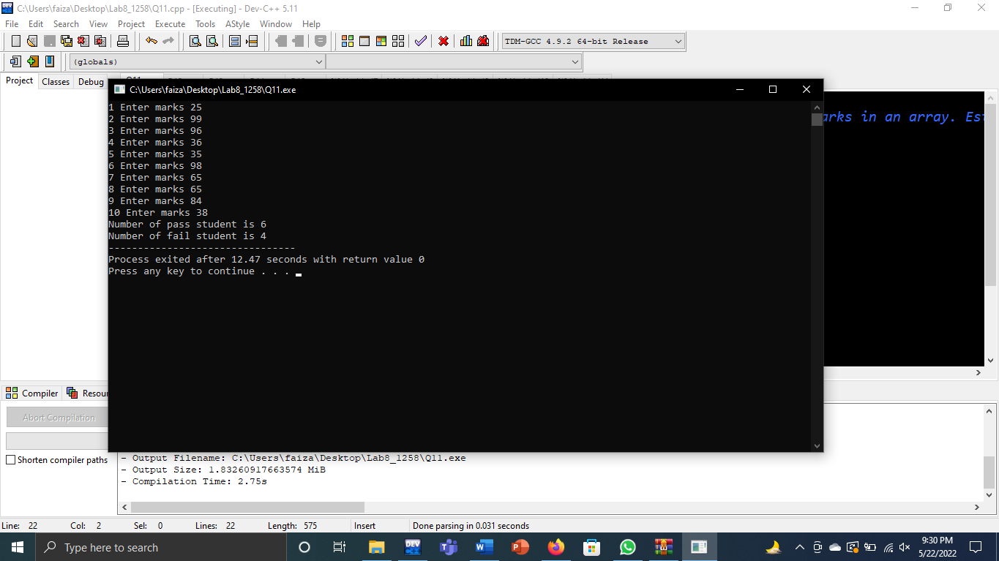 C:\Users\faiza\Desktop\Lab8_1258\Q11.cpp - [Executing] - Dev-C++ 5.11
File Edit Search View Project Execute Tools AStyle Window Help
TDM-GCC 4.9.2 64-bit Release
(globals)
Project Classes Debug
C:\Users\faiza\Desktop\Lab8_1258\Q11.exe
1 Enter marks 25
2 Enter marks 99
3 Enter marks 96
4 Enter marks 36
5 Enter marks 35
6 Enter marks 98
7 Enter marks 65
8 Enter marks 65
9 Enter marks 84
10 Enter marks 38
Number of pass student is 6
Number of fail student is 4
--------------------------------
Process exited after 12.47 seconds with return value 0
Press any key to continue . . .
arks in an array. Es
Compiler Resou
Abort Compilation
Shorten compiler paths
- Output Filename: C:\Users\faiza\Desktop\Lab8_1258\Q11.exe
- Output Size: 1.83260917663574 MiB
- Compilation Time: 2.75s
Line: 22 Col: 2 Sel: 0 Lines: 22 Length: 575 Insert Done parsing in 0.031 seconds
Type here to search
DEV
9:30 PM
5/22/2022